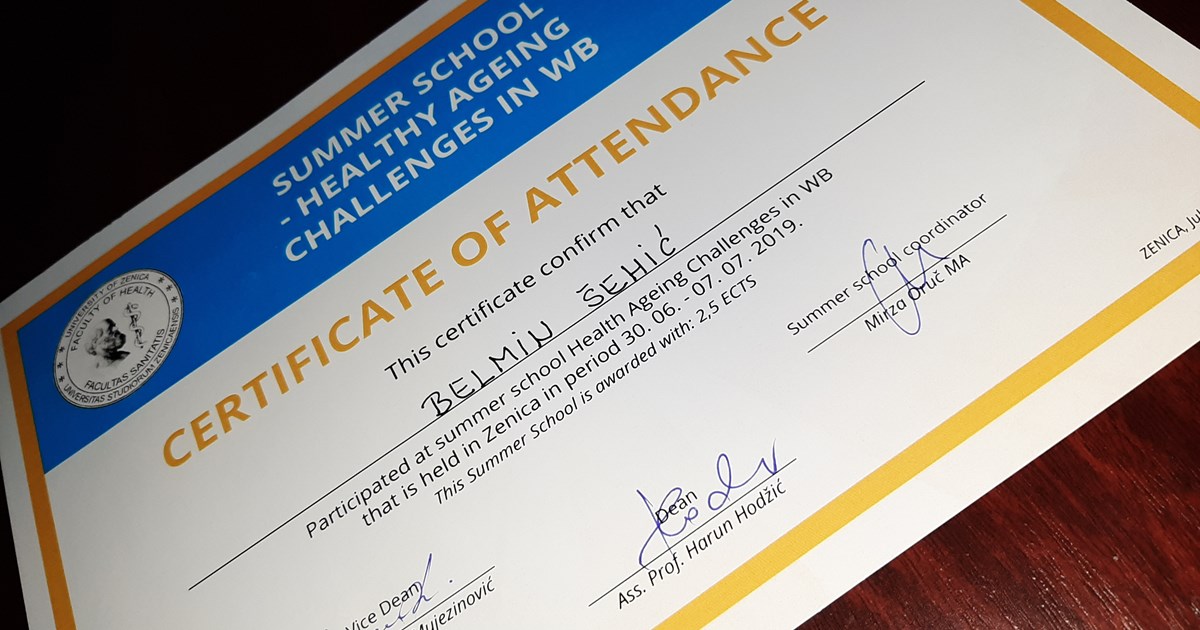 SUMMER SCHOOL
- HEALTHY AGEING
CHALLENGES IN WB
UNIVERSITY OF ZENICA
FACULTY OF HEALTH
FACULTAS SANITATIS
UNIVERSITAS STUDIORUM ZENICAENSIS
CERTIFICATE OF ATTENDANCE
This certificate confirm that
BELMIN ŠEHIĆ
Participated at summer school Health Ageing Challenges in WB
that is held in Zenica in period 30. 06. - 07. 07. 2019.
This Summer School is awarded with: 2,5 ECTS
ZENICA,
Summer school coordinator
Mirza Oruč MA
Dean
Ass. Prof. Harun Hodžić
Vice Dean
Mujezinović